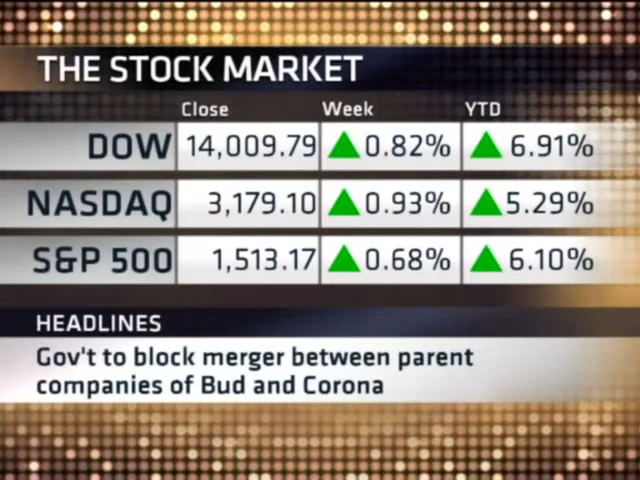 THE STOCK MARKET
Close Week YTD
DOW 14,009.79 ▲0.82% ▲ 6.91%
NASDAQ 3,179.10 ▲0.93% ▲5.29%
S&P 500 1,513.17 ▲0.68% ▲ 6.10%
HEADLINES
Gov't to block merger between parent
companies of Bud and Corona